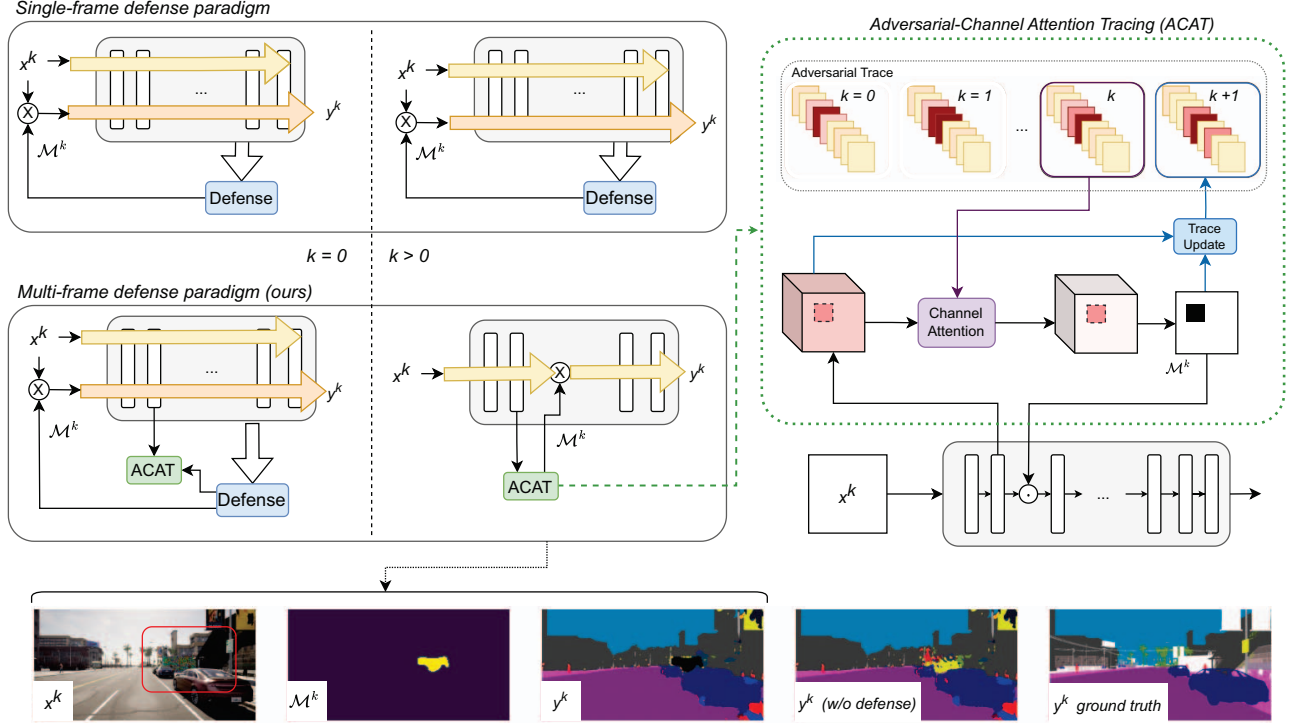 Single-frame defense paradigm
x^k
X
M^k
...
y^k
Defense
x^k
X
M^k
...
y^k
Defense
k = 0
k > 0
Multi-frame defense paradigm (ours)
x^k
X
M^k
...
y^k
ACAT
Defense
x^k
X
M^k
y^k
ACAT
Adversarial-Channel Attention Tracing (ACAT)
Adversarial Trace
k = 0
k = 1
...
k
k +1
Trace
Update
Channel
Attention
M^k
x^k
...
x^k
M^k
y^k
y^k (w/o defense)
y^k ground truth